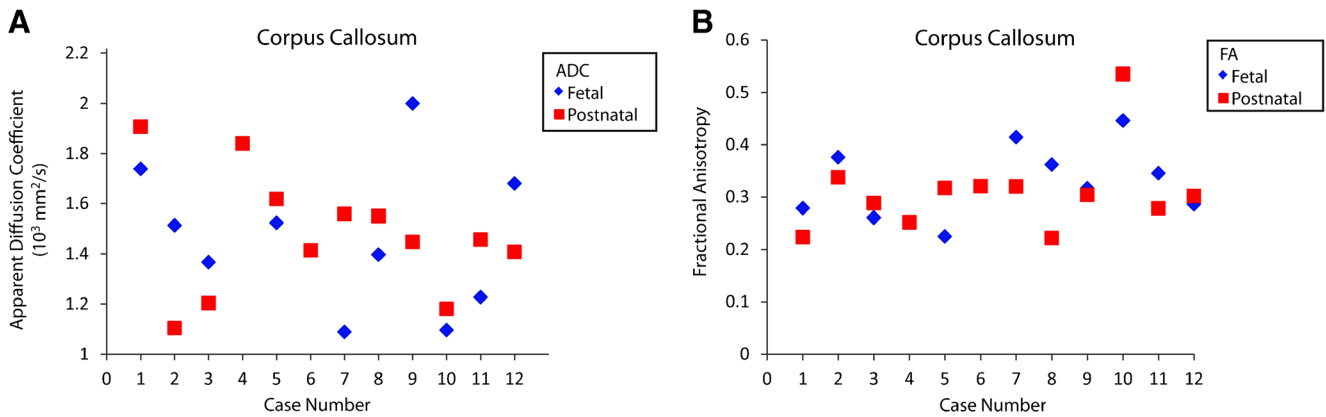 A
Corpus Callosum
2.2
2
1.8
1.6
1.4
1.2
1
Apparent Diffusion Coefficient
(10³ mm²/s)
0 1 2 3 4 5 6 7 8 9 10 11 12
Case Number
ADC
Fetal
Postnatal
B
Corpus Callosum
0.6
0.5
0.4
0.3
0.2
0.1
0
Fractional Anisotropy
0 1 2 3 4 5 6 7 8 9 10 11 12
Case Number
FA
Fetal
Postnatal